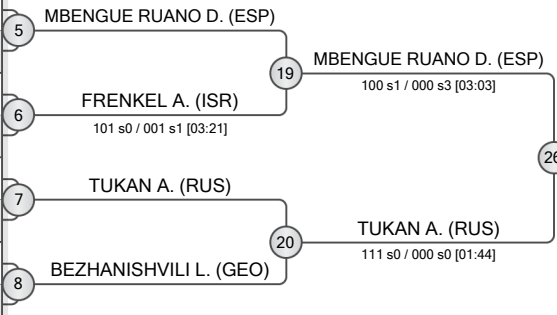 MBENGUE RUANO D. (ESP)
5
19
MBENGUE RUANO D. (ESP)
100 s1 / 000 s3 [03:03]
FRENKEL A. (ISR)
6
101 s0 / 001 s1 [03:21]
26
TUKAN A. (RUS)
7
20
TUKAN A. (RUS)
111 s0 / 000 s0 [01:44]
BEZHANISHVILI L. (GEO)
8